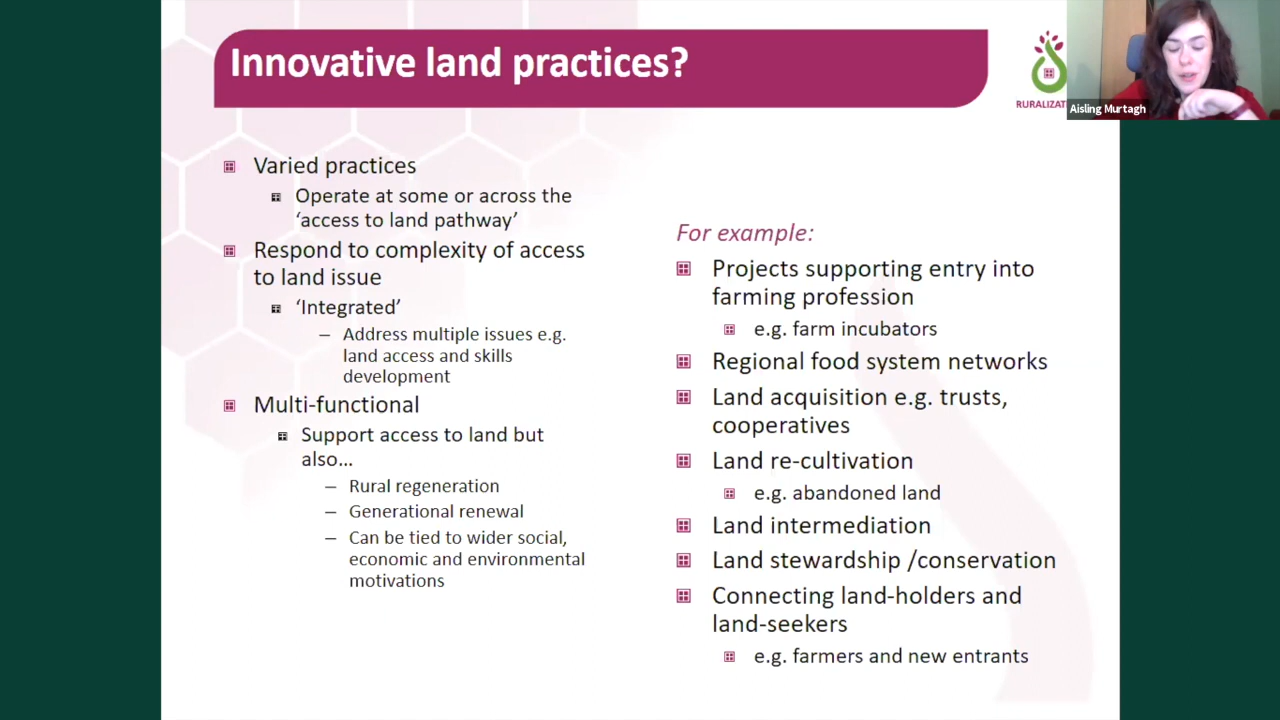 Innovative land practices?
Aisling Murtagh
Varied practices
Operate at some or across the
‘access to land pathway’
Respond to complexity of access
to land issue
‘Integrated’
– Address multiple issues e.g.
land access and skills
development
Multi-functional
Support access to land but
also…
– Rural regeneration
– Generational renewal
– Can be tied to wider social,
economic and environmental
motivations
For example:
Projects supporting entry into
farming profession
e.g. farm incubators
Regional food system networks
Land acquisition e.g. trusts,
cooperatives
Land re-cultivation
e.g. abandoned land
Land intermediation
Land stewardship /conservation
Connecting land-holders and
land-seekers
e.g. farmers and new entrants